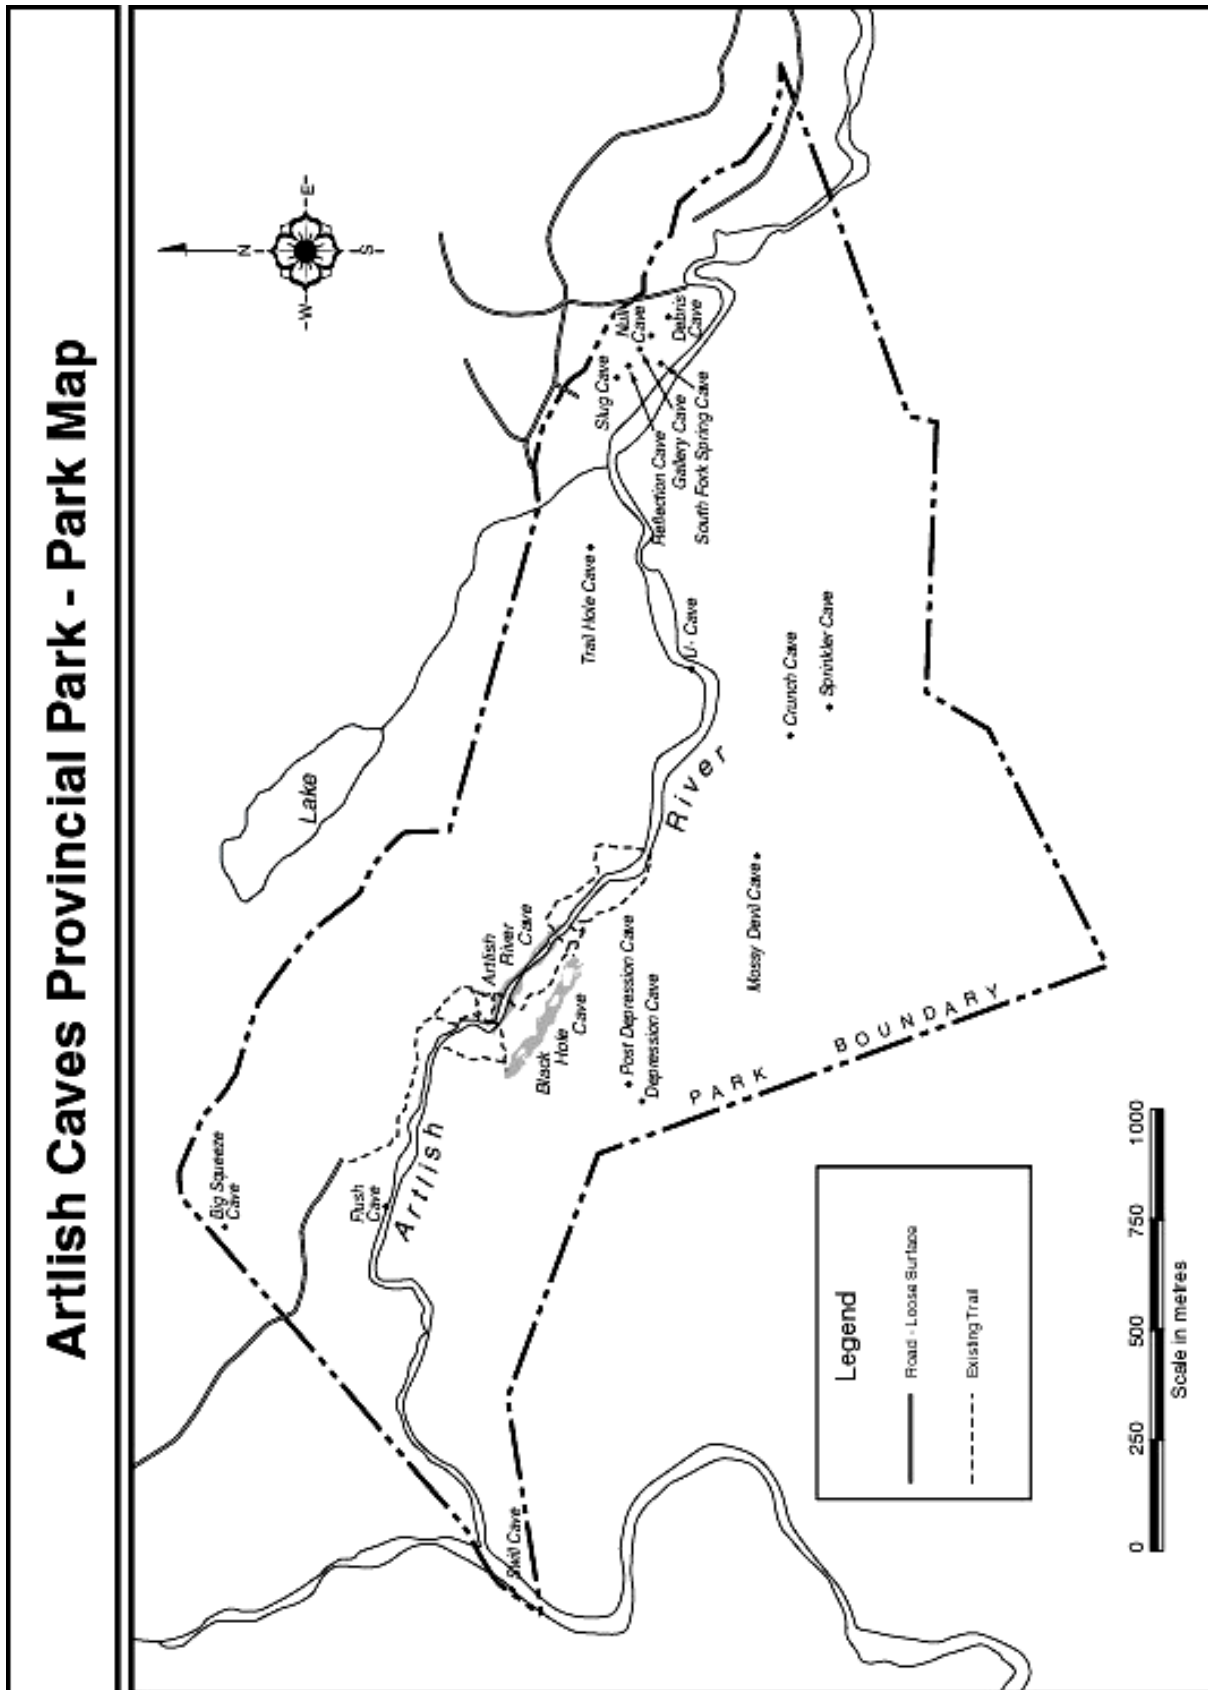 Artlish Caves Provincial Park - Park Map
N
W
E
S
Lake
Big Squeeze
Cave
Flush
Cave
Artlish
River
Artlish
River
Cave
Black
Hole
Cave
Post Depression Cave
Depression Cave
Mossy Devil Cave
Trail Hole Cave
U- Cave
Crunch Cave
Sprinkler Cave
Slug Cave
Null
Cave
Debris
Cave
Reflection Cave
Gallery Cave
South Fork Spring Cave
Swill Cave
PARK BOUNDARY
Legend
Road - Loose Surface
Existing Trail
0 250 500 750 1000
Scale in metres